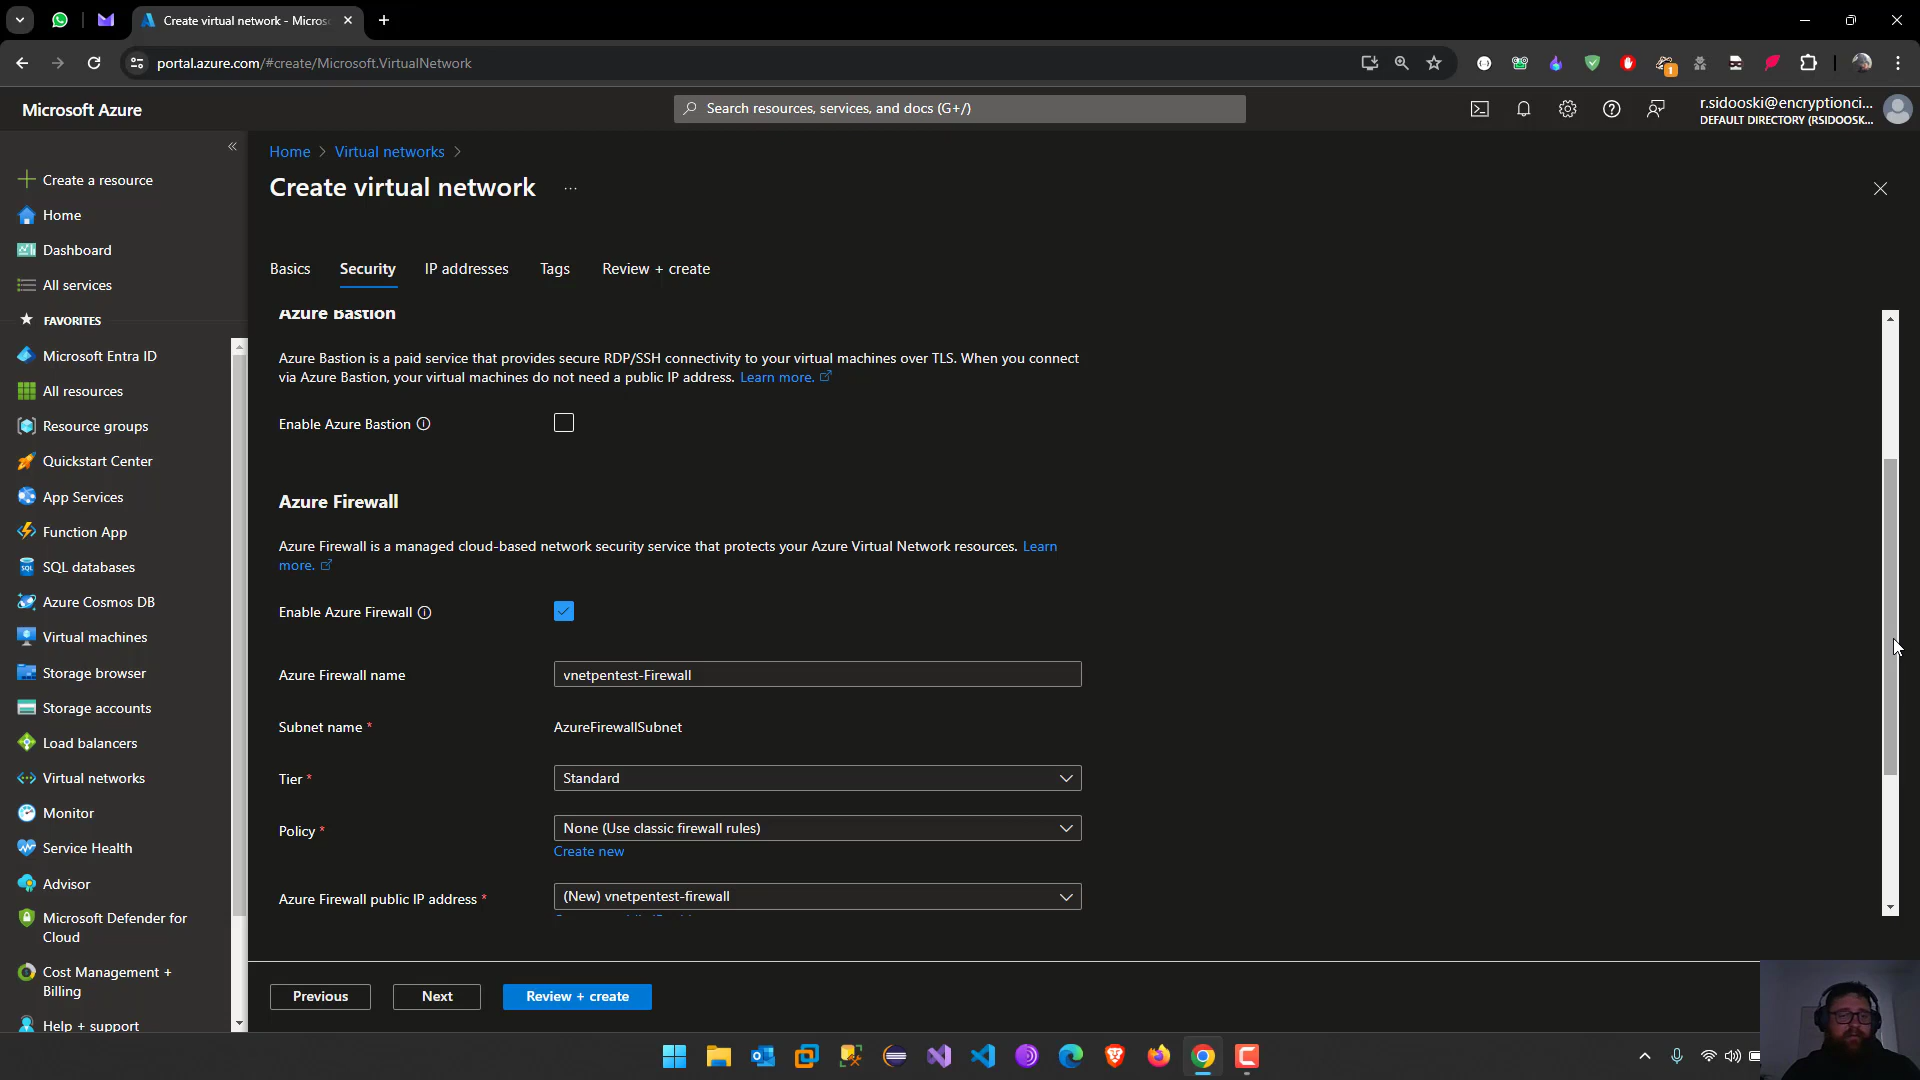 Create virtual network - Micros
portal.azure.com/#create/Microsoft.VirtualNetwork
1
Microsoft Azure
Search resources, services, and docs (G+/)
r.sidooski@encryptionci...
DEFAULT DIRECTORY (RSIDOOSK...
Create a resource
Home
Dashboard
All services
FAVORITES
Microsoft Entra ID
All resources
Resource groups
Quickstart Center
App Services
Function App
SQL databases
Azure Cosmos DB
Virtual machines
Storage browser
Storage accounts
Load balancers
Virtual networks
Monitor
Service Health
Advisor
Microsoft Defender for
Cloud
Cost Management +
Billing
Help + support
Home > Virtual networks >
Create virtual network ...
Basics Security IP addresses Tags Review + create
Azure Bastion
Azure Bastion is a paid service that provides secure RDP/SSH connectivity to your virtual machines over TLS. When you connect
via Azure Bastion, your virtual machines do not need a public IP address. Learn more.
Enable Azure Bastion
Azure Firewall
Azure Firewall is a managed cloud-based network security service that protects your Azure Virtual Network resources. Learn
more.
Enable Azure Firewall
Azure Firewall name vnetpentest-Firewall
Subnet name * AzureFirewallSubnet
Tier * Standard
Policy * None (Use classic firewall rules)
Create new
Azure Firewall public IP address * (New) vnetpentest-firewall
Previous Next Review + create